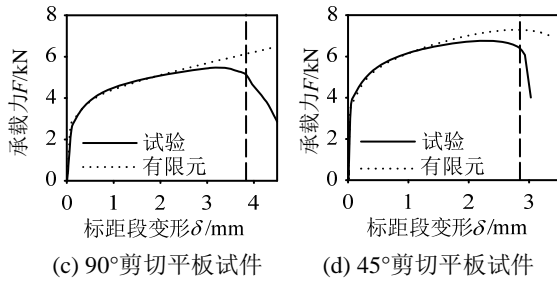 承载力F/kN
8
6
4
2
0
试验
有限元
0 1 2 3 4
标距段变形δ/mm
(c) 90°剪切平板试件
承载力F/kN
8
6
4
2
0
试验
有限元
0 1 2 3
标距段变形δ/mm
(d) 45°剪切平板试件